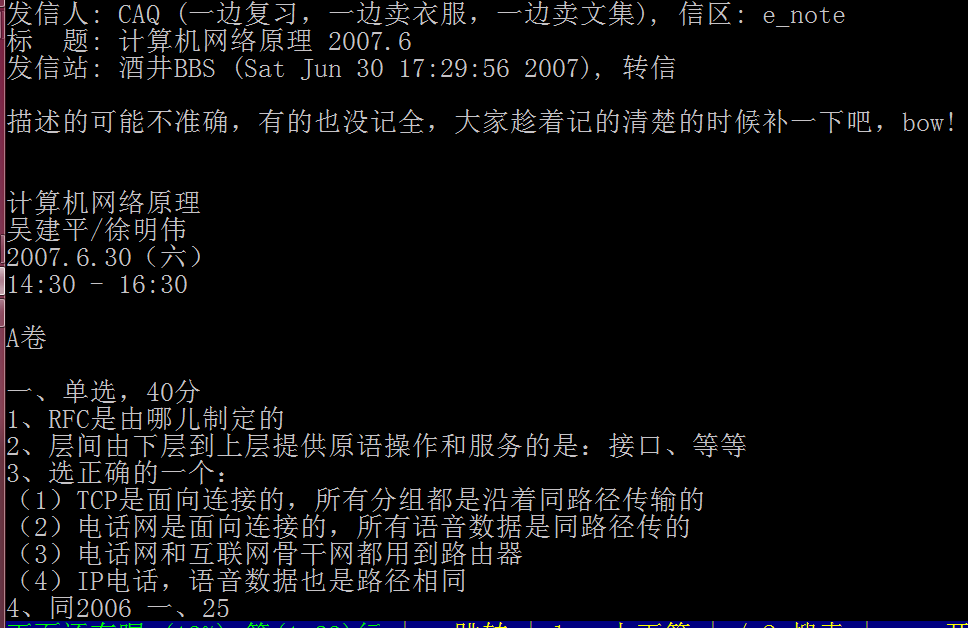 发信人: CAQ (一边复习，一边卖衣服，一边卖文集), 信区: e_note
标  题: 计算机网络原理 2007.6
发信站: 酒井BBS (Sat Jun 30 17:29:56 2007), 转信
描述的可能不准确，有的也没记全，大家趁着记的清楚的时候补一下吧，bow!
计算机网络原理
吴建平/徐明伟
2007.6.30（六）
14:30 - 16:30
A卷
一、单选，40分
1、RFC是由哪儿制定的
2、层间由下层到上层提供原语操作和服务的是：接口、等等
3、选正确的一个：
（1）TCP是面向连接的，所有分组都是沿着同路径传输的
（2）电话网是面向连接的，所有语音数据是同路径传的
（3）电话网和互联网骨干网都用到路由器
（4）IP电话，语音数据也是路径相同
4、同2006 一、25